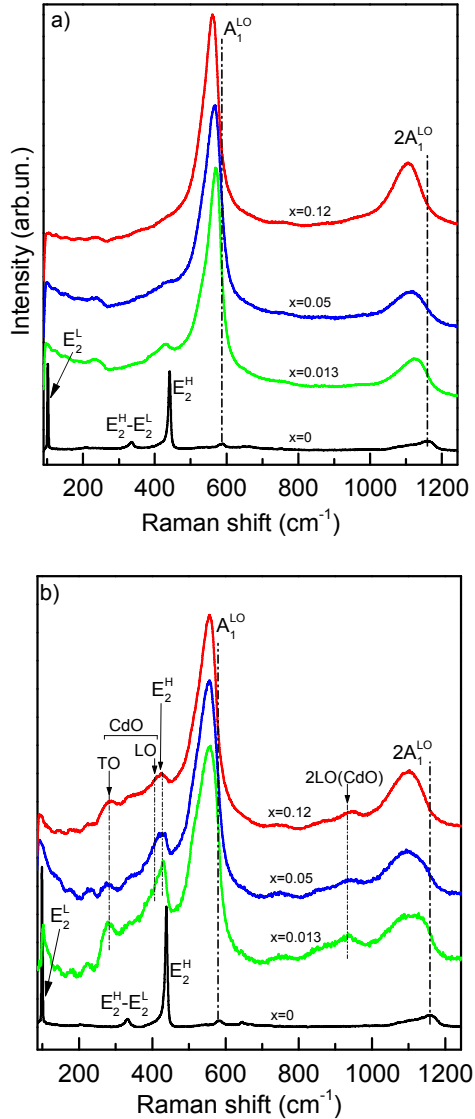 a)
A₁ᴸᴼ
2A₁ᴸᴼ
x=0.12
x=0.05
E₂ᴸ
x=0.013
E₂ᴴ
E₂ᴴ-E₂ᴸ
x=0
Intensity (arb.un.)
200 400 600 800 1000 1200
Raman shift (cm⁻¹)
b)
A₁ᴸᴼ
E₂ᴴ
CdO
TO
LO
2A₁ᴸᴼ
2LO(CdO)
x=0.12
x=0.05
E₂ᴸ
x=0.013
E₂ᴴ
E₂ᴴ-E₂ᴸ
x=0
200 400 600 800 1000 1200
Raman shift (cm⁻¹)